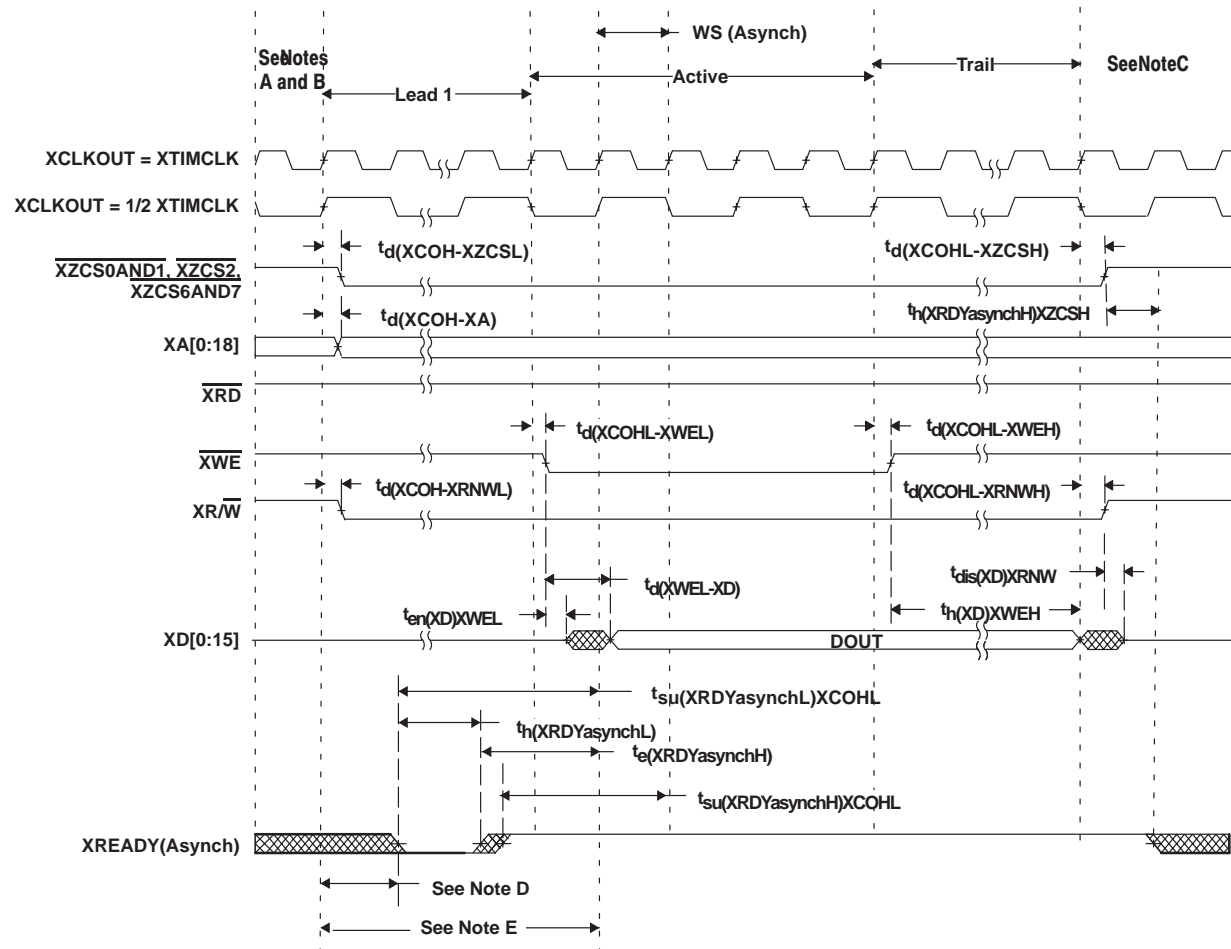 WS (Asynch)
SeeNotes
A and B
Trail
SeeNoteC
Active
Lead 1
XCLKOUT = XTIMCLK
XCLKOUT = 1/2 XTIMCLK
td(XCOH-XZCSL)
td(XCOHL-XZCSH)
XZCS0AND1, XZCS2,
XZCS6AND7
th(XRDYasynchH)XZCSH
td(XCOH-XA)
XA[0:18]
XRD
td(XCOHL-XWEL)
td(XCOHL-XWEH)
XWE
td(XCOH-XRNWL)
td(XCOHL-XRNWH)
XR/W
tdis(XD)XRNW
td(XWEL-XD)
ten(XD)XWEL
th(XD)XWEH
XD[0:15]
DOUT
tsu(XRDYasynchL)XCOHL
th(XRDYasynchL)
te(XRDYasynchH)
tsu(XRDYasynchH)XCOHL
XREADY(Asynch)
See Note D
See Note E